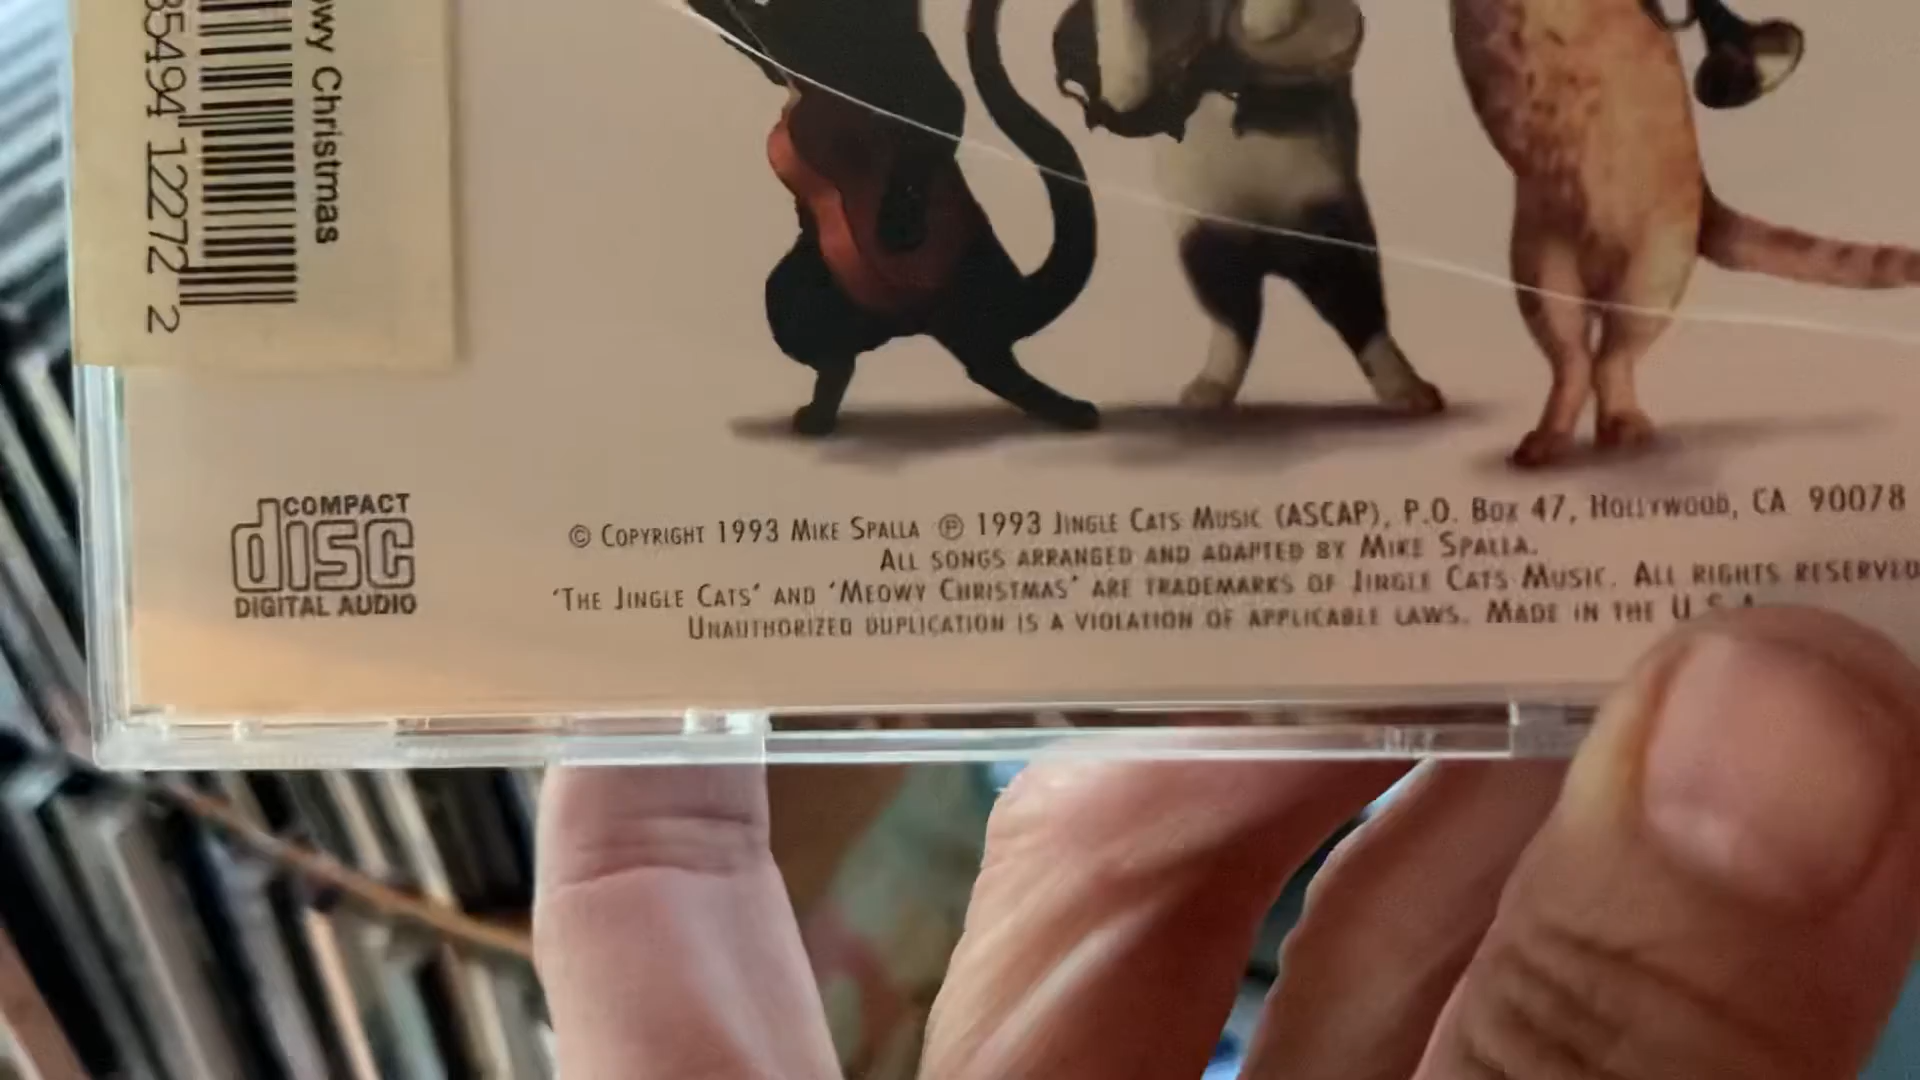 owy Christmas
85494 12272 2
COMPACT
disc
DIGITAL AUDIO
© COPYRIGHT 1993 MIKE SPALLA ℗ 1993 JINGLE CATS MUSIC (ASCAP), P.O. BOX 47, HOLLYWOOD, CA 90078
ALL SONGS ARRANGED AND ADAPTED BY MIKE SPALLA.
'THE JINGLE CATS' AND 'MEOWY CHRISTMAS' ARE TRADEMARKS OF JINGLE CATS MUSIC. ALL RIGHTS RESERVED
UNAUTHORIZED DUPLICATION IS A VIOLATION OF APPLICABLE LAWS. MADE IN THE U.S.A.